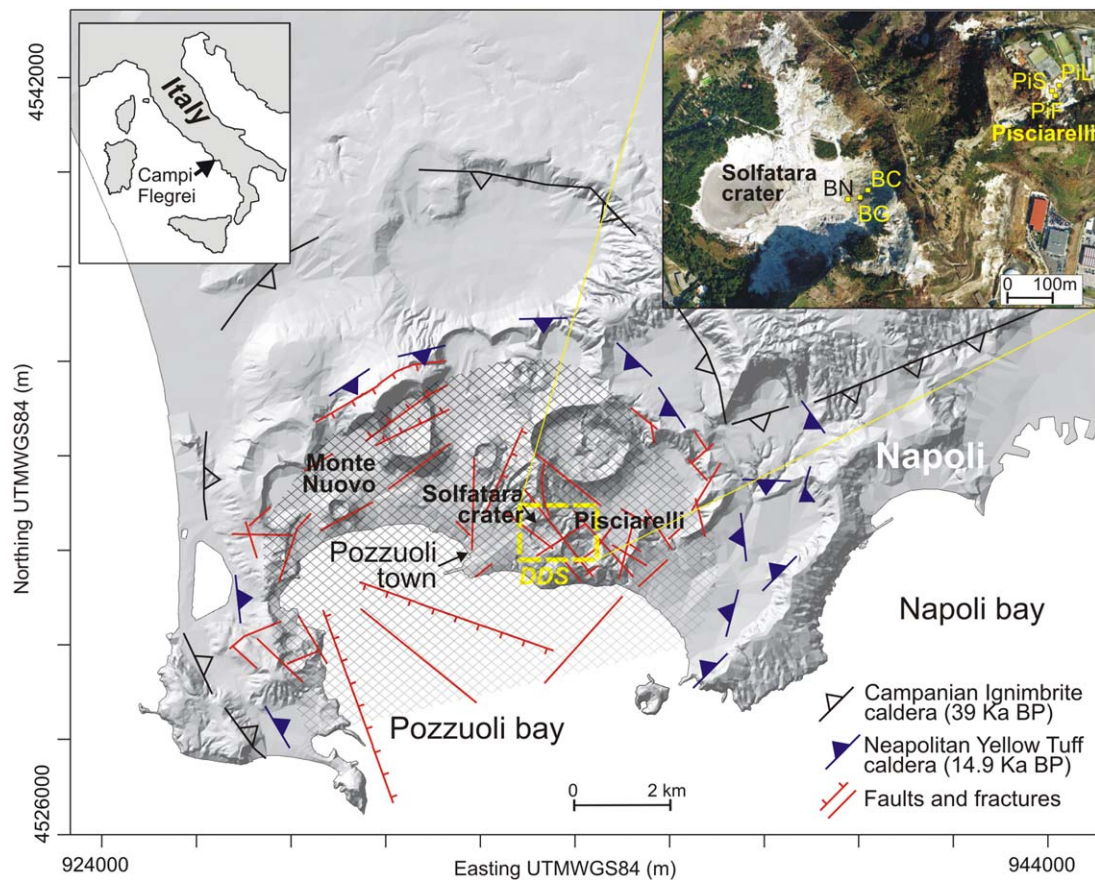 4542000
Italy
Campi
Flegrei
Solfatara
crater
BN
BC
BG
PiS
PiL
PiF
Pisciarelli
0 100m
Monte
Nuovo
Solfatara
crater
Pisciarelli
Napoli
Pozzuoli
town
DDS
Napoli bay
Pozzuoli bay
Campanian Ignimbrite
caldera (39 Ka BP)
Neapolitan Yellow Tuff
caldera (14.9 Ka BP)
Faults and fractures
0 2 km
Northing UTMWGS84 (m)
4526000
924000
Easting UTMWGS84 (m)
944000